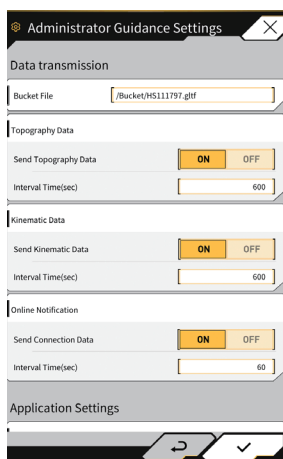 Administrator Guidance Settings
Data transmission
Bucket File /Bucket/HS111797.gltf
Topography Data
Send Topography Data ON OFF
Interval Time(sec) 600
Kinematic Data
Send Kinematic Data ON OFF
Interval Time(sec) 600
Online Notification
Send Connection Data ON OFF
Interval Time(sec) 60
Application Settings